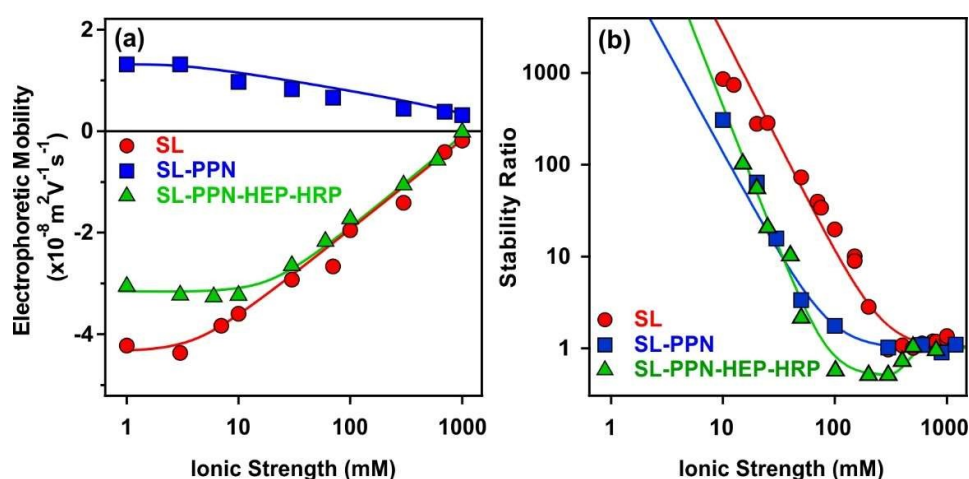 (a)
2
0
-2
-4
Electrophoretic Mobility
(x10⁻⁸ m²V⁻¹s⁻¹)
SL
SL-PPN
SL-PPN-HEP-HRP
1 10 100 1000
Ionic Strength (mM)
(b)
1000
100
10
1
Stability Ratio
SL
SL-PPN
SL-PPN-HEP-HRP
1 10 100 1000
Ionic Strength (mM)